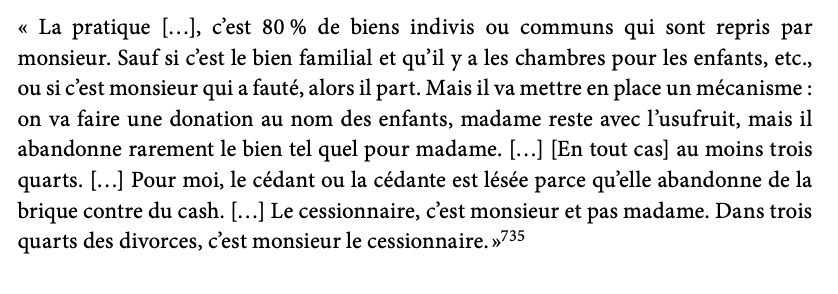 « La pratique […], c’est 80 % de biens indivis ou communs qui sont repris par
monsieur. Sauf si c’est le bien familial et qu’il y a les chambres pour les enfants, etc.,
ou si c’est monsieur qui a fauté, alors il part. Mais il va mettre en place un mécanisme :
on va faire une donation au nom des enfants, madame reste avec l’usufruit, mais il
abandonne rarement le bien tel quel pour madame. […] [En tout cas] au moins trois
quarts. […] Pour moi, le cédant ou la cédante est lésée parce qu’elle abandonne de la
brique contre du cash. […] Le cessionnaire, c’est monsieur et pas madame. Dans trois
quarts des divorces, c’est monsieur le cessionnaire. »735